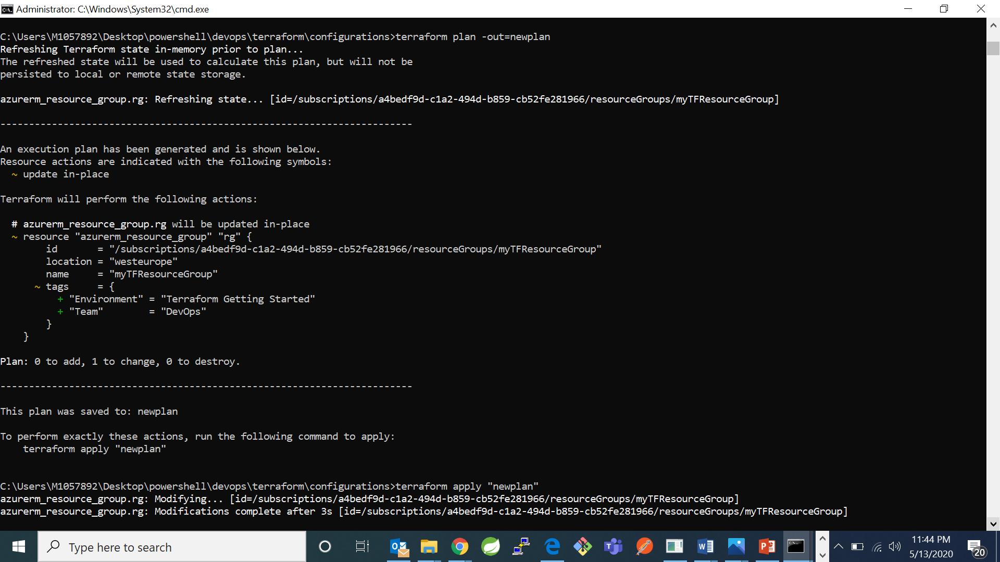 Administrator: C:\Windows\System32\cmd.exe
C:\Users\M1057892\Desktop\powershell\devops\terraform\configurations>terraform plan -out=newplan
Refreshing Terraform state in-memory prior to plan...
The refreshed state will be used to calculate this plan, but will not be
persisted to local or remote state storage.
azurerm_resource_group.rg: Refreshing state... [id=/subscriptions/a4bedf9d-c1a2-494d-b859-cb52fe281966/resourceGroups/myTFResourceGroup]
------------------------------------------------------------------------
An execution plan has been generated and is shown below.
Resource actions are indicated with the following symbols:
  ~ update in-place
Terraform will perform the following actions:
  # azurerm_resource_group.rg will be updated in-place
  ~ resource "azurerm_resource_group" "rg" {
        id       = "/subscriptions/a4bedf9d-c1a2-494d-b859-cb52fe281966/resourceGroups/myTFResourceGroup"
        location = "westeurope"
        name     = "myTFResourceGroup"
      ~ tags     = {
          + "Environment" = "Terraform Getting Started"
          + "Team"        = "DevOps"
        }
    }
Plan: 0 to add, 1 to change, 0 to destroy.
------------------------------------------------------------------------
This plan was saved to: newplan
To perform exactly these actions, run the following command to apply:
    terraform apply "newplan"
C:\Users\M1057892\Desktop\powershell\devops\terraform\configurations>terraform apply "newplan"
azurerm_resource_group.rg: Modifying... [id=/subscriptions/a4bedf9d-c1a2-494d-b859-cb52fe281966/resourceGroups/myTFResourceGroup]
azurerm_resource_group.rg: Modifications complete after 3s [id=/subscriptions/a4bedf9d-c1a2-494d-b859-cb52fe281966/resourceGroups/myTFResourceGroup]
Type here to search
11:44 PM
5/13/2020
20